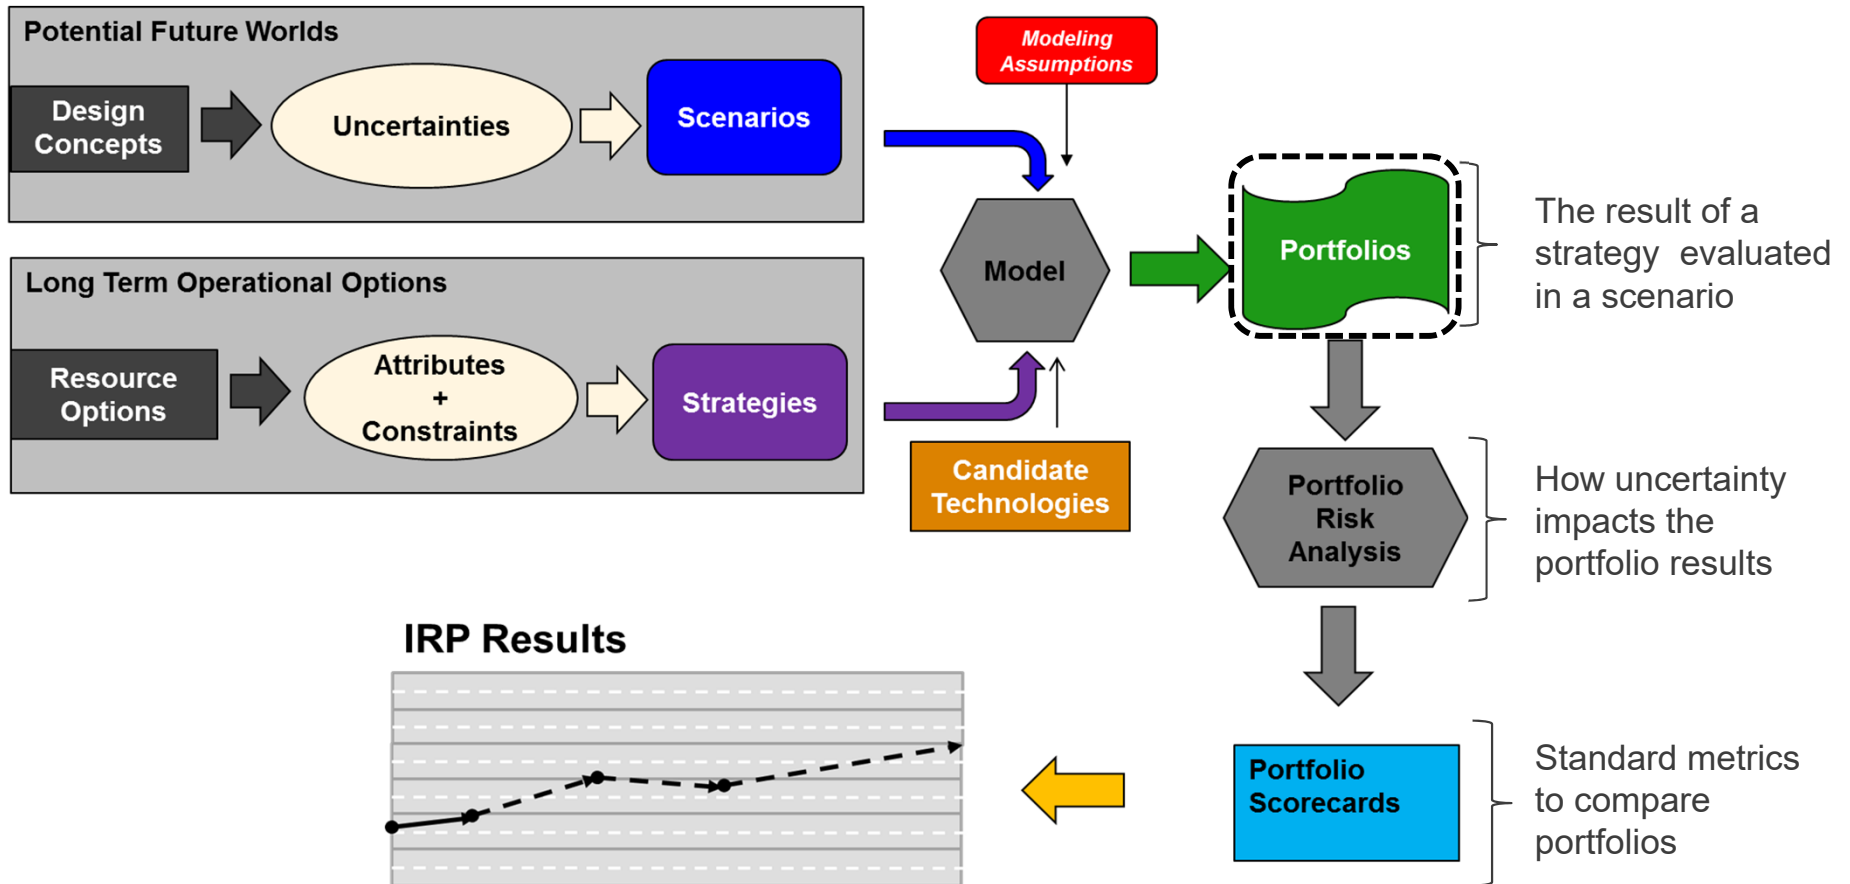 Potential Future Worlds
Design
Concepts
Uncertainties
Scenarios
Modeling
Assumptions
Long Term Operational Options
Resource
Options
Attributes
+
Constraints
Strategies
Model
Candidate
Technologies
Portfolios
The result of a
strategy evaluated
in a scenario
Portfolio
Risk
Analysis
How uncertainty
impacts the
portfolio results
Portfolio
Scorecards
Standard metrics
to compare
portfolios
IRP Results